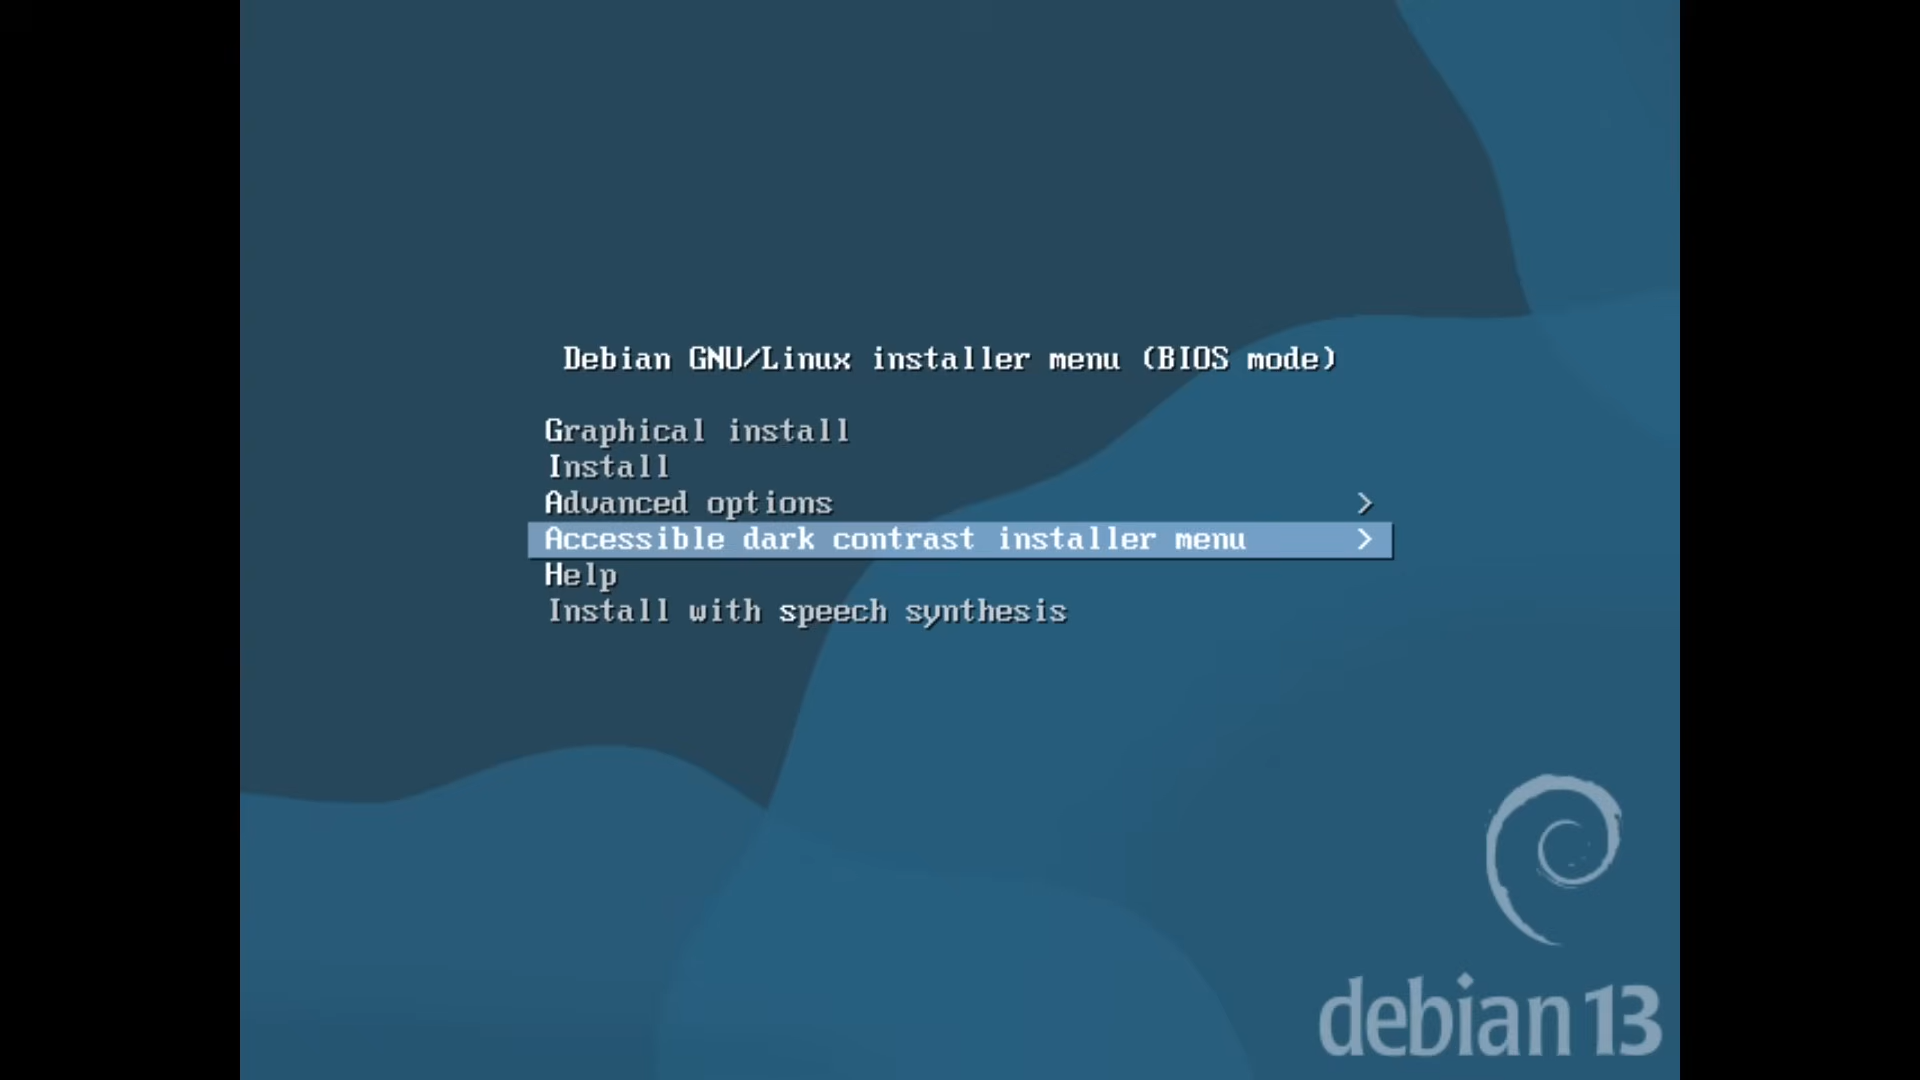 Debian GNU/Linux installer menu (BIOS mode)
Graphical install
Install
Advanced options >
Accessible dark contrast installer menu >
Help
Install with speech synthesis
debian 13